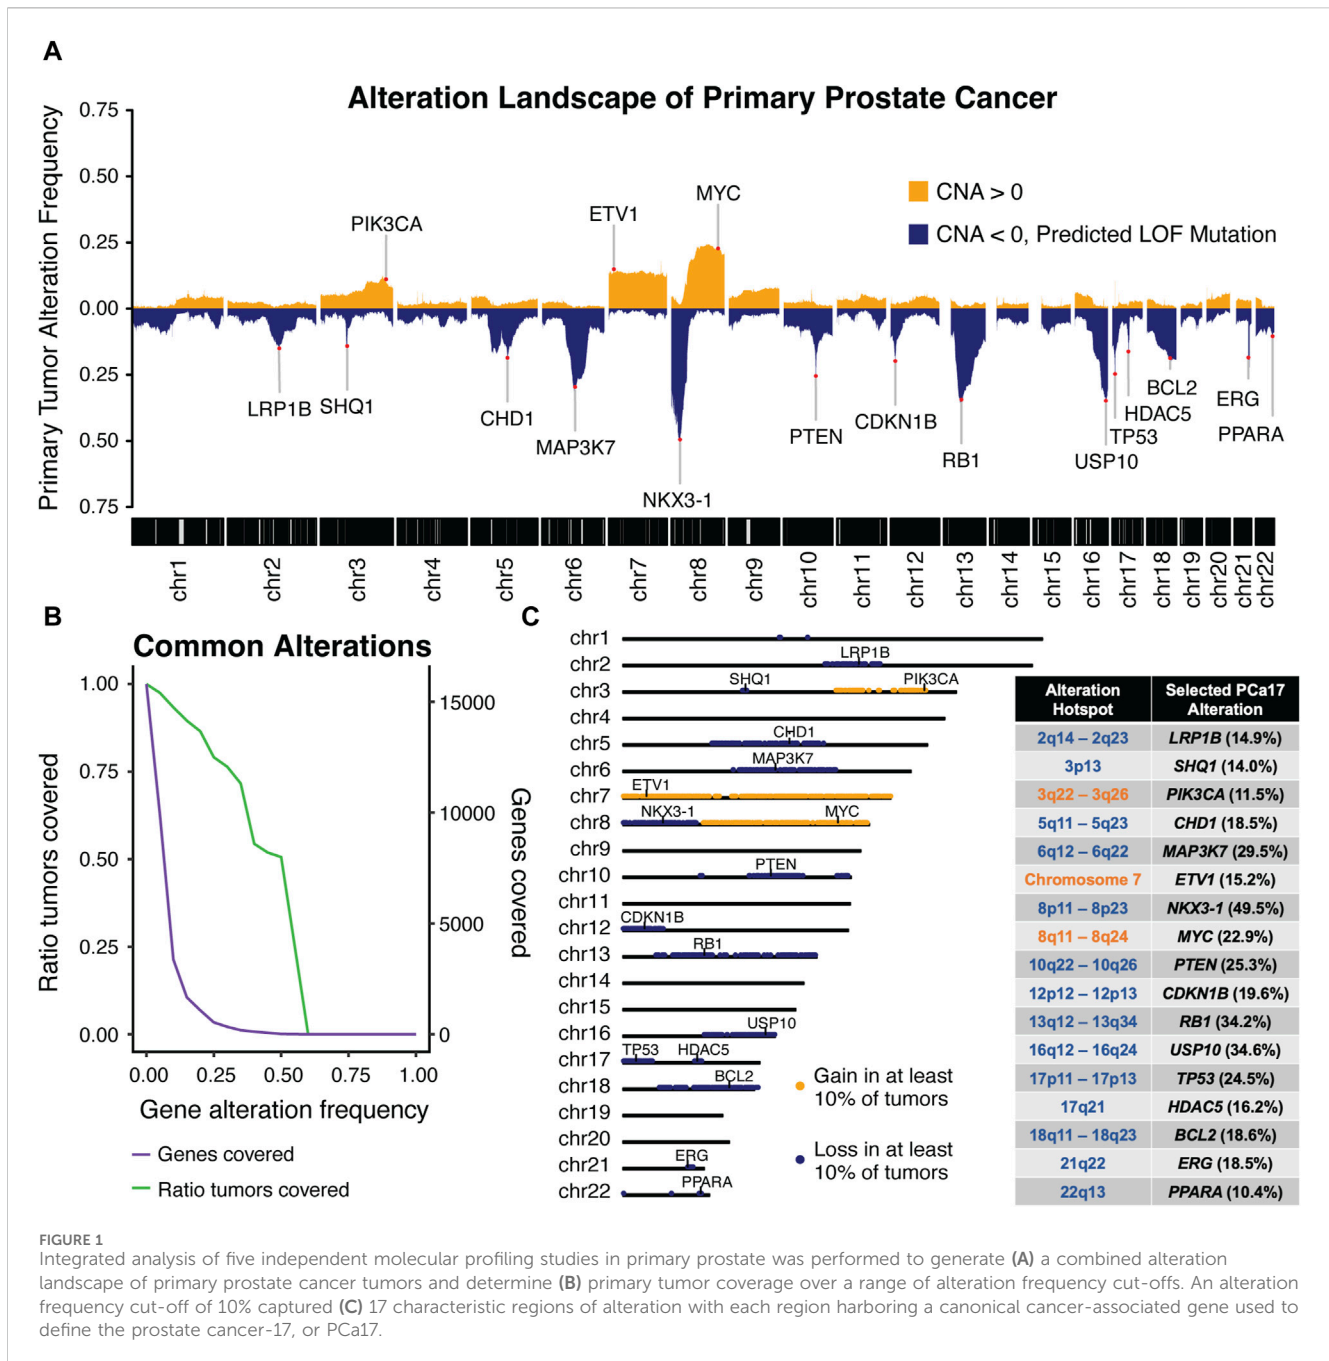 A
Alteration Landscape of Primary Prostate Cancer
Primary Tumor Alteration Frequency
0.75
0.50
0.25
0.00
0.25
0.50
0.75
CNA > 0
CNA < 0, Predicted LOF Mutation
PIK3CA
ETV1
MYC
LRP1B
SHQ1
CHD1
MAP3K7
NKX3-1
PTEN
CDKN1B
RB1
USP10
TP53
HDAC5
BCL2
ERG
PPARA
chr1
chr2
chr3
chr4
chr5
chr6
chr7
chr8
chr9
chr10
chr11
chr12
chr13
chr14
chr15
chr16
chr17
chr18
chr19
chr20
chr21
chr22
B
Common Alterations
Ratio tumors covered
1.00
0.75
0.50
0.25
0.00
15000
10000
5000
0
Genes covered
0.00 0.25 0.50 0.75 1.00
Gene alteration frequency
Genes covered
Ratio tumors covered
C
chr1
chr2
LRP1B
chr3
SHQ1
PIK3CA
chr4
chr5
CHD1
chr6
MAP3K7
chr7
ETV1
chr8
NKX3-1
MYC
chr9
chr10
PTEN
chr11
chr12
CDKN1B
chr13
RB1
chr14
chr15
chr16
USP10
chr17
TP53
HDAC5
chr18
BCL2
chr19
chr20
chr21
ERG
chr22
PPARA
Gain in at least
10% of tumors
Loss in at least
10% of tumors
Alteration
Hotspot
Selected PCa17
Alteration
2q14 – 2q23 LRP1B (14.9%)
3p13 SHQ1 (14.0%)
3q22 – 3q26 PIK3CA (11.5%)
5q11 – 5q23 CHD1 (18.5%)
6q12 – 6q22 MAP3K7 (29.5%)
Chromosome 7 ETV1 (15.2%)
8p11 – 8p23 NKX3-1 (49.5%)
8q11 – 8q24 MYC (22.9%)
10q22 – 10q26 PTEN (25.3%)
12p12 – 12p13 CDKN1B (19.6%)
13q12 – 13q34 RB1 (34.2%)
16q12 – 16q24 USP10 (34.6%)
17p11 – 17p13 TP53 (24.5%)
17q21 HDAC5 (16.2%)
18q11 – 18q23 BCL2 (18.6%)
21q22 ERG (18.5%)
22q13 PPARA (10.4%)
FIGURE 1
Integrated analysis of five independent molecular profiling studies in primary prostate was performed to generate (A) a combined alteration
landscape of primary prostate cancer tumors and determine (B) primary tumor coverage over a range of alteration frequency cut-offs. An alteration
frequency cut-off of 10% captured (C) 17 characteristic regions of alteration with each region harboring a canonical cancer-associated gene used to
define the prostate cancer-17, or PCa17.